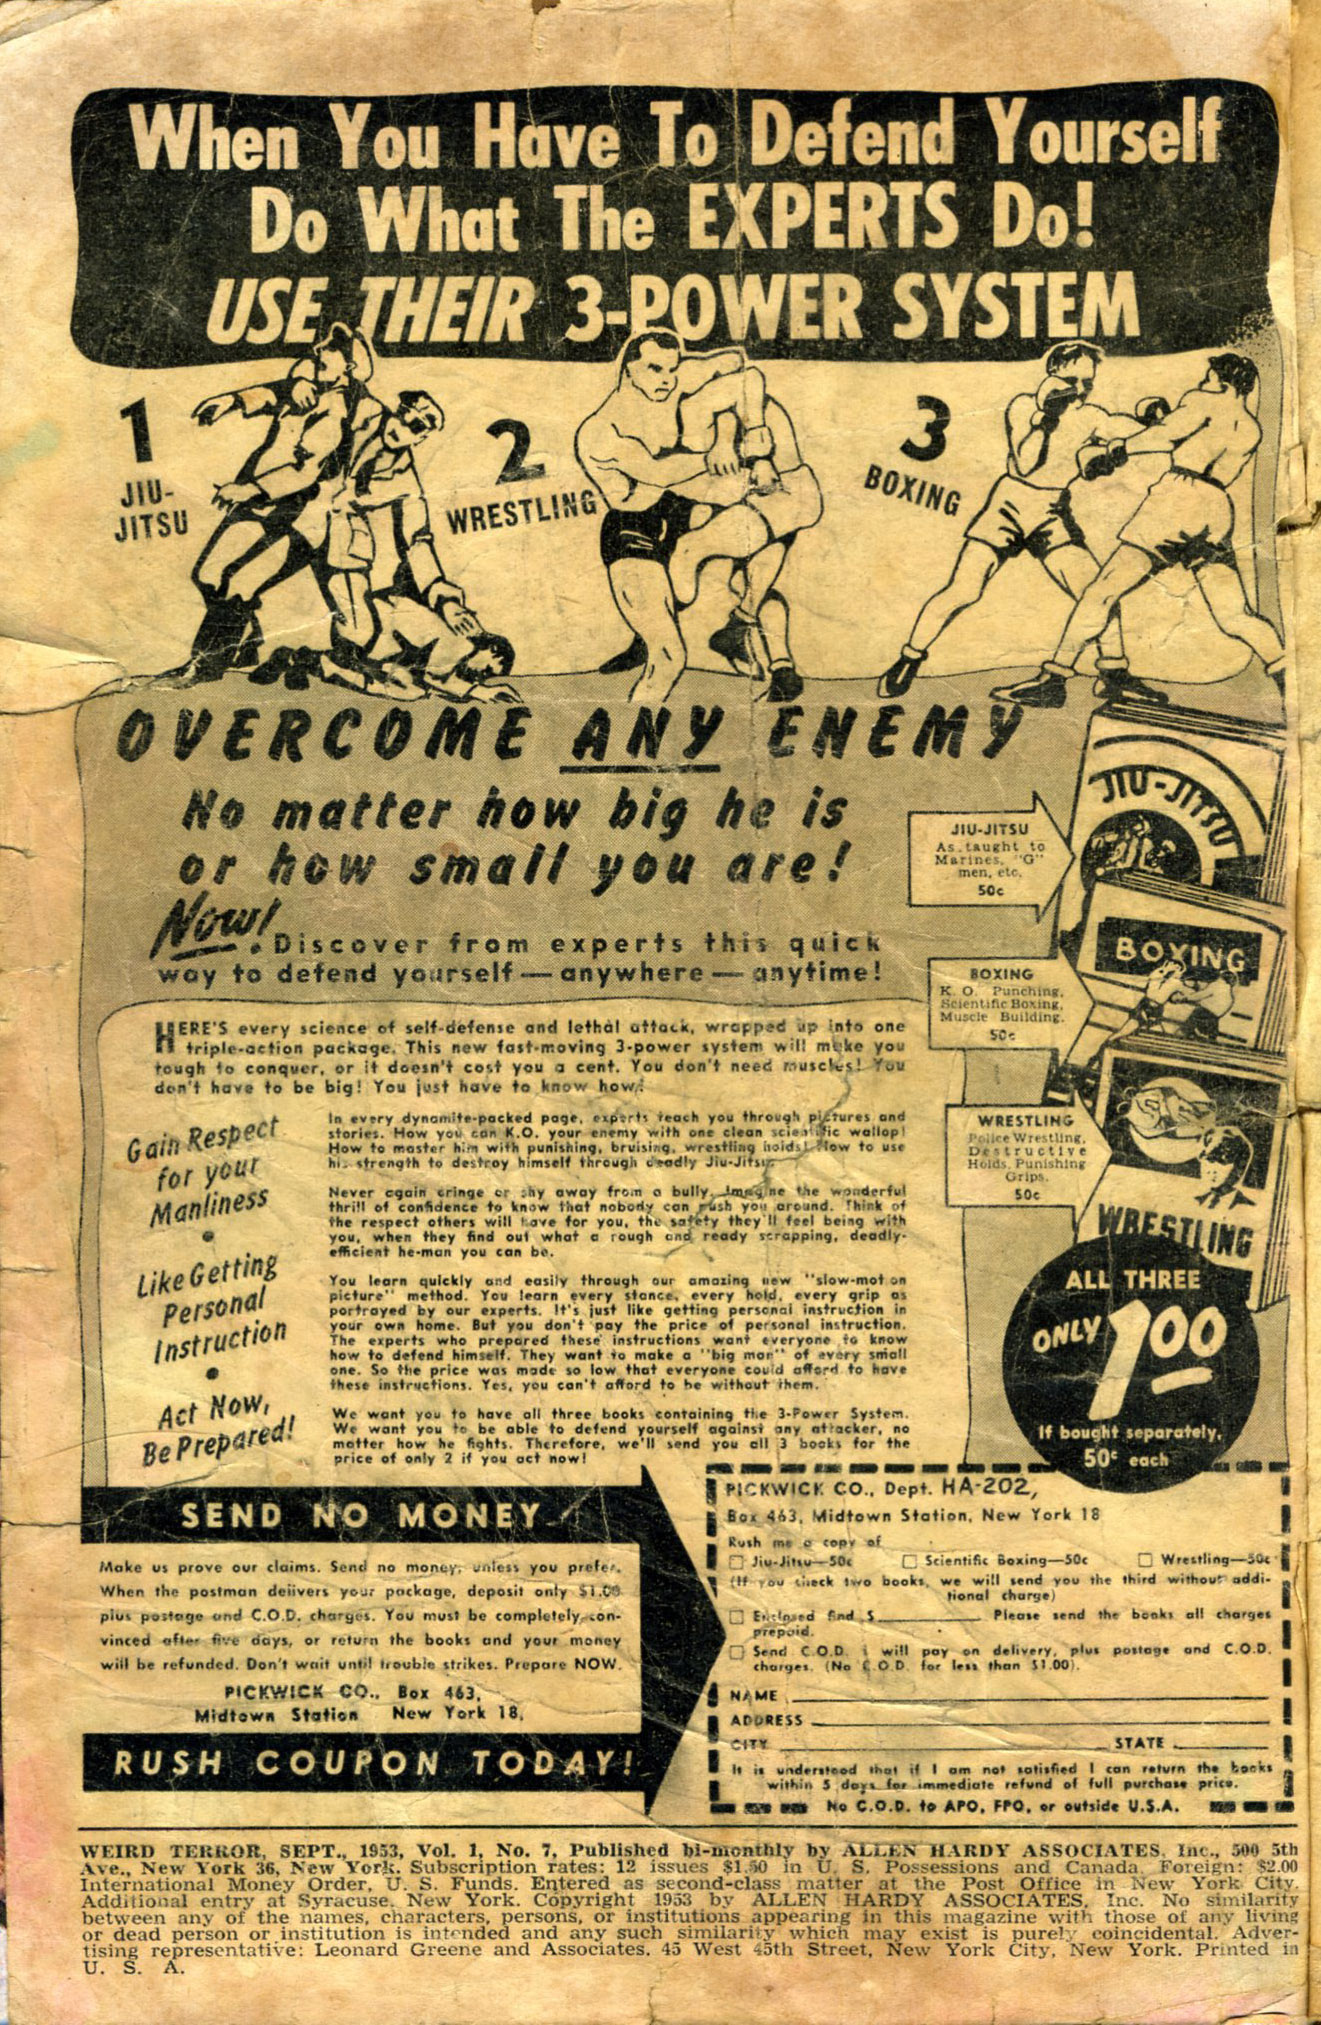 When You Have To Defend Yourself
Do What The EXPERTS Do!
USE THEIR 3-POWER SYSTEM
1
JIU-
JITSU
2
WRESTLING
3
BOXING
OVERCOME ANY ENEMY
No matter how big he is
or how small you are!
Now! Discover from experts this quick
way to defend yourself — anywhere — anytime!
JIU-JITSU
As taught to
Marines, "G"
men, etc.
50c
JIU-JITSU
BOXING
K. O. Punching,
Scientific Boxing,
Muscle Building.
50c
BOXING
WRESTLING
Police Wrestling,
Destructive
Holds, Punishing
Grips.
50c
WRESTLING
ALL THREE
ONLY 1.00
If bought separately,
50c each
HERE'S every science of self-defense and lethal attack, wrapped up into one
triple-action package. This new fast-moving 3-power system will make you
tough to conquer, or it doesn't cost you a cent. You don't need muscles! You
don't have to be big! You just have to know how!
Gain Respect
for your
Manliness
•
Like Getting
Personal
Instruction
•
Act Now,
Be Prepared!
In every dynamite-packed page, experts teach you through pictures and
stories. How you can K.O. your enemy with one clean scientific wallop!
How to master him with punishing, bruising, wrestling holds! How to use
his strength to destroy himself through deadly Jiu-Jitsu.
Never again cringe or shy away from a bully. Imagine the wonderful
thrill of confidence to know that nobody can push you around. Think of
the respect others will have for you, the safety they'll feel being with
you, when they find out what a rough and ready scrapping, deadly-
efficient he-man you can be.
You learn quickly and easily through our amazing new "slow-motion
picture" method. You learn every stance, every hold, every grip as
portrayed by our experts. It's just like getting personal instruction in
your own home. But you don't pay the price of personal instruction.
The experts who prepared these instructions want everyone to know
how to defend himself. They want to make a "big man" of every small
one. So the price was made so low that everyone could afford to have
these instructions. Yes, you can't afford to be without them.
We want you to have all three books containing the 3-Power System.
We want you to be able to defend yourself against any attacker, no
matter how he fights. Therefore, we'll send you all 3 books for the
price of only 2 if you act now!
SEND NO MONEY
Make us prove our claims. Send no money, unless you prefer.
When the postman delivers your package, deposit only $1.00
plus postage and C.O.D. charges. You must be completely con-
vinced after five days, or return the books and your money
will be refunded. Don't wait until trouble strikes. Prepare NOW.
PICKWICK CO., Box 463,
Midtown Station New York 18,
RUSH COUPON TODAY!
PICKWICK CO., Dept. HA-202,
Box 463, Midtown Station, New York 18
Rush me a copy of
Jiu-Jitsu—50c Scientific Boxing—50c Wrestling—50c
(If you check two books, we will send you the third without addi-
tional charge)
Enclosed find $ Please send the books all charges
prepaid.
Send C.O.D. I will pay on delivery, plus postage and C.O.D.
charges. (No C.O.D. for less than $1.00).
NAME
ADDRESS
CITY STATE
It is understood that if I am not satisfied I can return the books
within 5 days for immediate refund of full purchase price.
No C.O.D. to APO, FPO, or outside U.S.A.
WEIRD TERROR, SEPT., 1953, Vol. 1, No. 7, Published bi-monthly by ALLEN HARDY ASSOCIATES, Inc., 500 5th
Ave., New York 36, New York. Subscription rates: 12 issues $1.50 in U. S. Possessions and Canada. Foreign: $2.00
International Money Order, U. S. Funds. Entered as second-class matter at the Post Office in New York City.
Additional entry at Syracuse, New York. Copyright 1953 by ALLEN HARDY ASSOCIATES, Inc. No similarity
between any of the names, characters, persons, or institutions appearing in this magazine with those of any living
or dead person or institution is intended and any such similarity which may exist is purely coincidental. Adver-
tising representative: Leonard Greene and Associates, 45 West 45th Street, New York City, New York. Printed in
U. S. A.